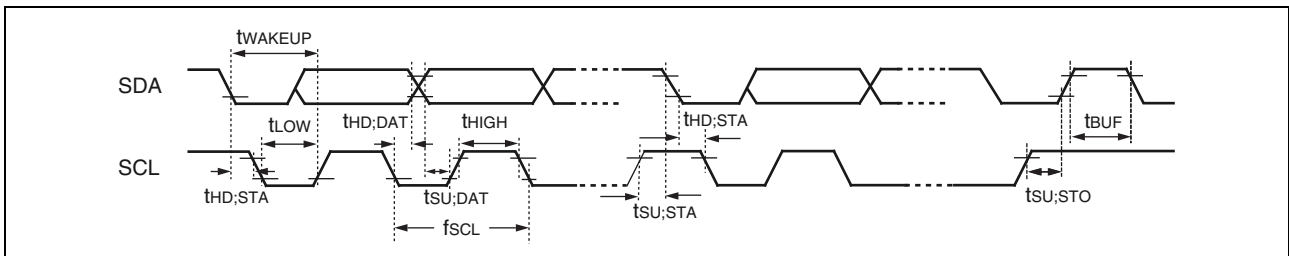 tWAKEUP
SDA
tLOW
tHD;DAT
tHIGH
tHD;STA
tBUF
SCL
tHD;STA
tSU;DAT
tSU;STA
tSU;STO
fSCL